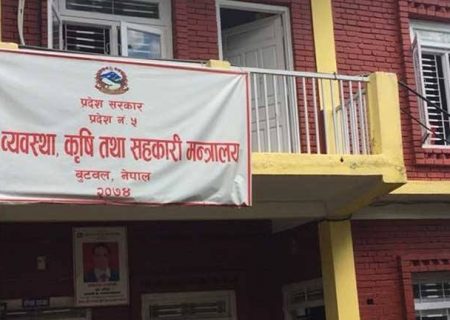 प्रदेश सरकार
प्रदेश नं. ५
व्यवस्था, कृषि तथा सहकारी मन्त्रालय
बुटवल, नेपाल
२०७४